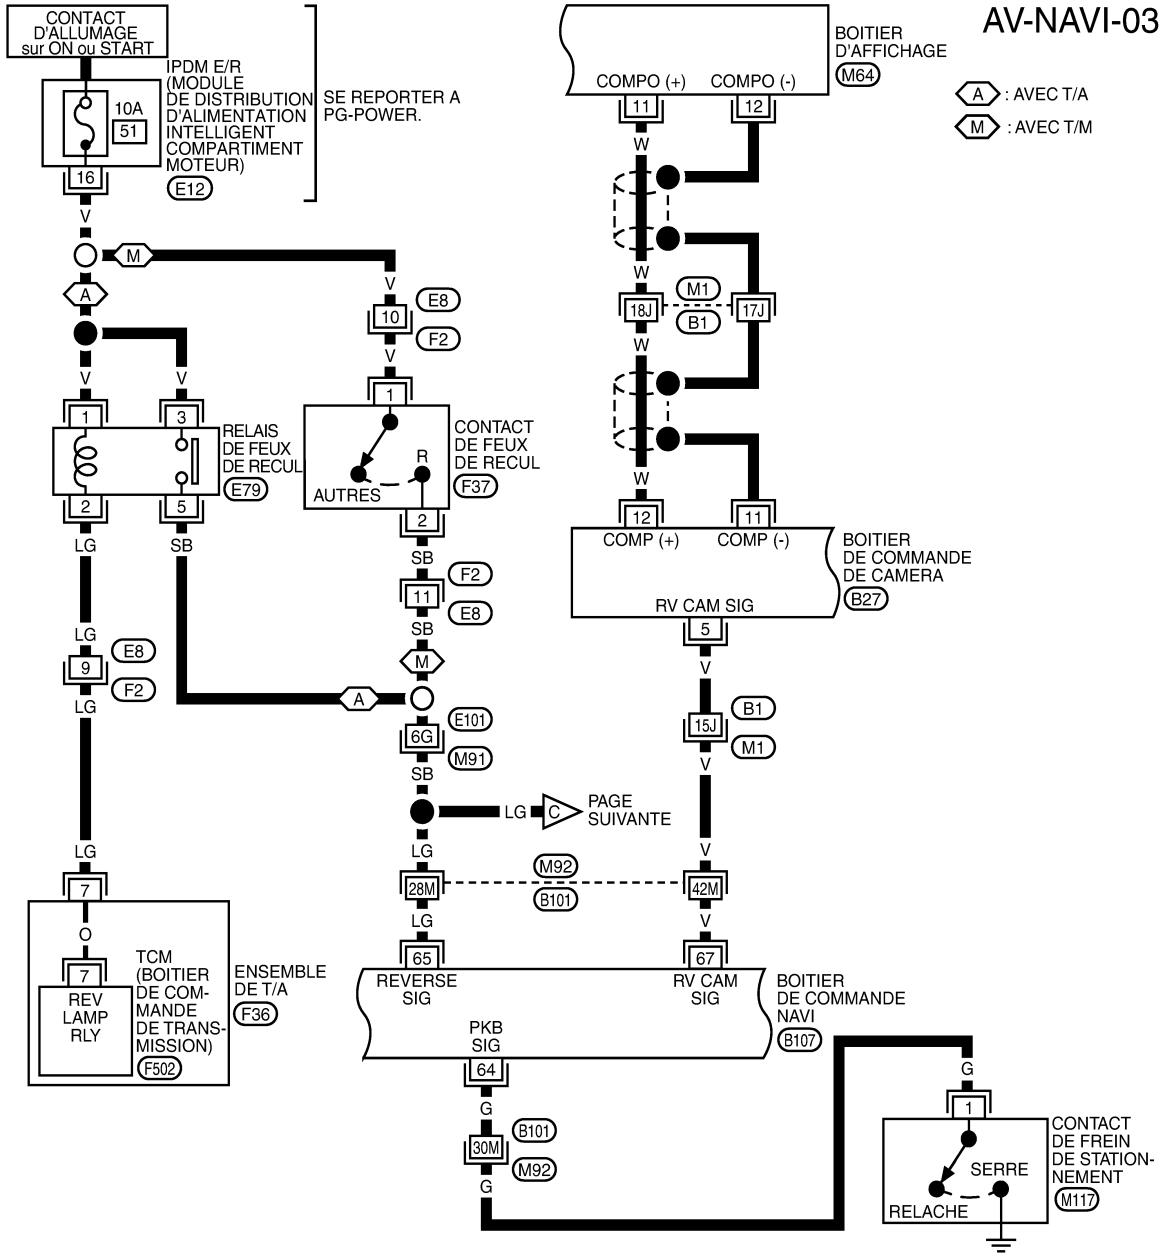 AV-NAVI-03
CONTACT
D'ALLUMAGE
sur ON ou START
IPDM E/R
(MODULE
DE DISTRIBUTION
D'ALIMENTATION
INTELLIGENT
COMPARTIMENT
MOTEUR)
E12
10A
51
16
SE REPORTER A
PG-POWER.
V
M
A
V
V
V
10
E8
F2
V
1
3
RELAIS
DE FEUX
DE RECUL
E79
2
5
1
CONTACT
DE FEUX
DE RECUL
F37
R
AUTRES
2
LG
SB
SB
F2
11
E8
SB
LG
9
E8
F2
LG
M
A
E101
6G
M91
SB
LG
C
PAGE
SUIVANTE
LG
LG
28M
M92
B101
42M
LG
V
7
O
7
REV
LAMP
RLY
TCM
(BOITIER
DE COM-
MANDE
DE TRANS-
MISSION)
F502
ENSEMBLE
DE T/A
F36
BOITIER
D'AFFICHAGE
M64
COMPO (+)
COMPO (-)
11
12
A : AVEC T/A
M : AVEC T/M
W
W
18J
M1
B1
17J
W
W
12
11
COMP (+)
COMP (-)
BOITIER
DE COMMANDE
DE CAMERA
B27
RV CAM SIG
5
V
B1
15J
M1
V
V
65
67
REVERSE
SIG
RV CAM
SIG
BOITIER
DE COMMANDE
NAVI
B107
PKB
SIG
64
G
B101
30M
M92
G
G
1
CONTACT
DE FREIN
DE STATION-
NEMENT
M117
SERRE
RELACHE